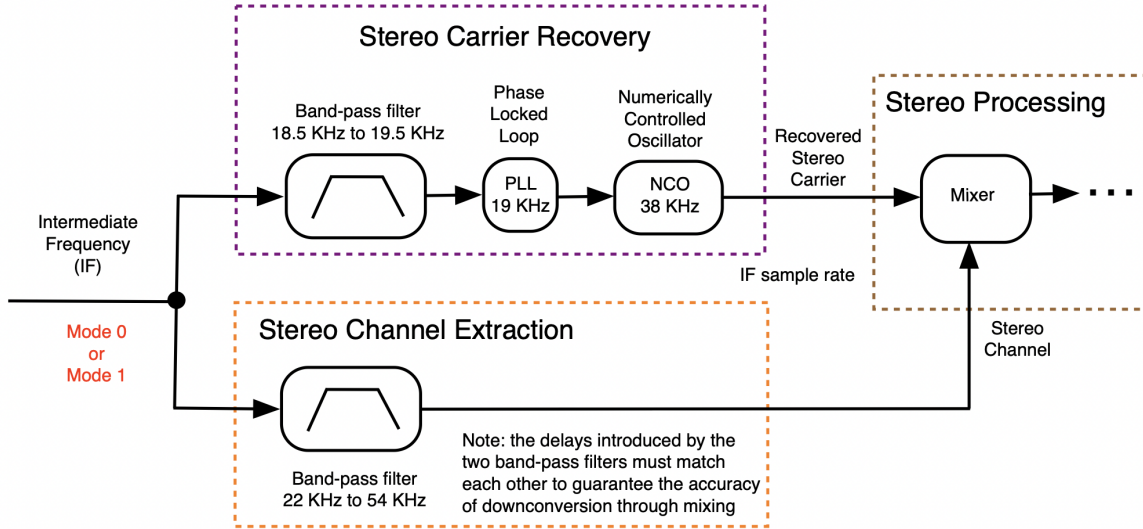 Stereo Carrier Recovery
Band-pass filter
18.5 KHz to 19.5 KHz
Phase
Locked
Loop
Numerically
Controlled
Oscillator
PLL
19 KHz
NCO
38 KHz
Recovered
Stereo
Carrier
Stereo Processing
Mixer
Intermediate
Frequency
(IF)
Mode 0
or
Mode 1
IF sample rate
Stereo Channel Extraction
Stereo
Channel
Band-pass filter
22 KHz to 54 KHz
Note: the delays introduced by the
two band-pass filters must match
each other to guarantee the accuracy
of downconversion through mixing